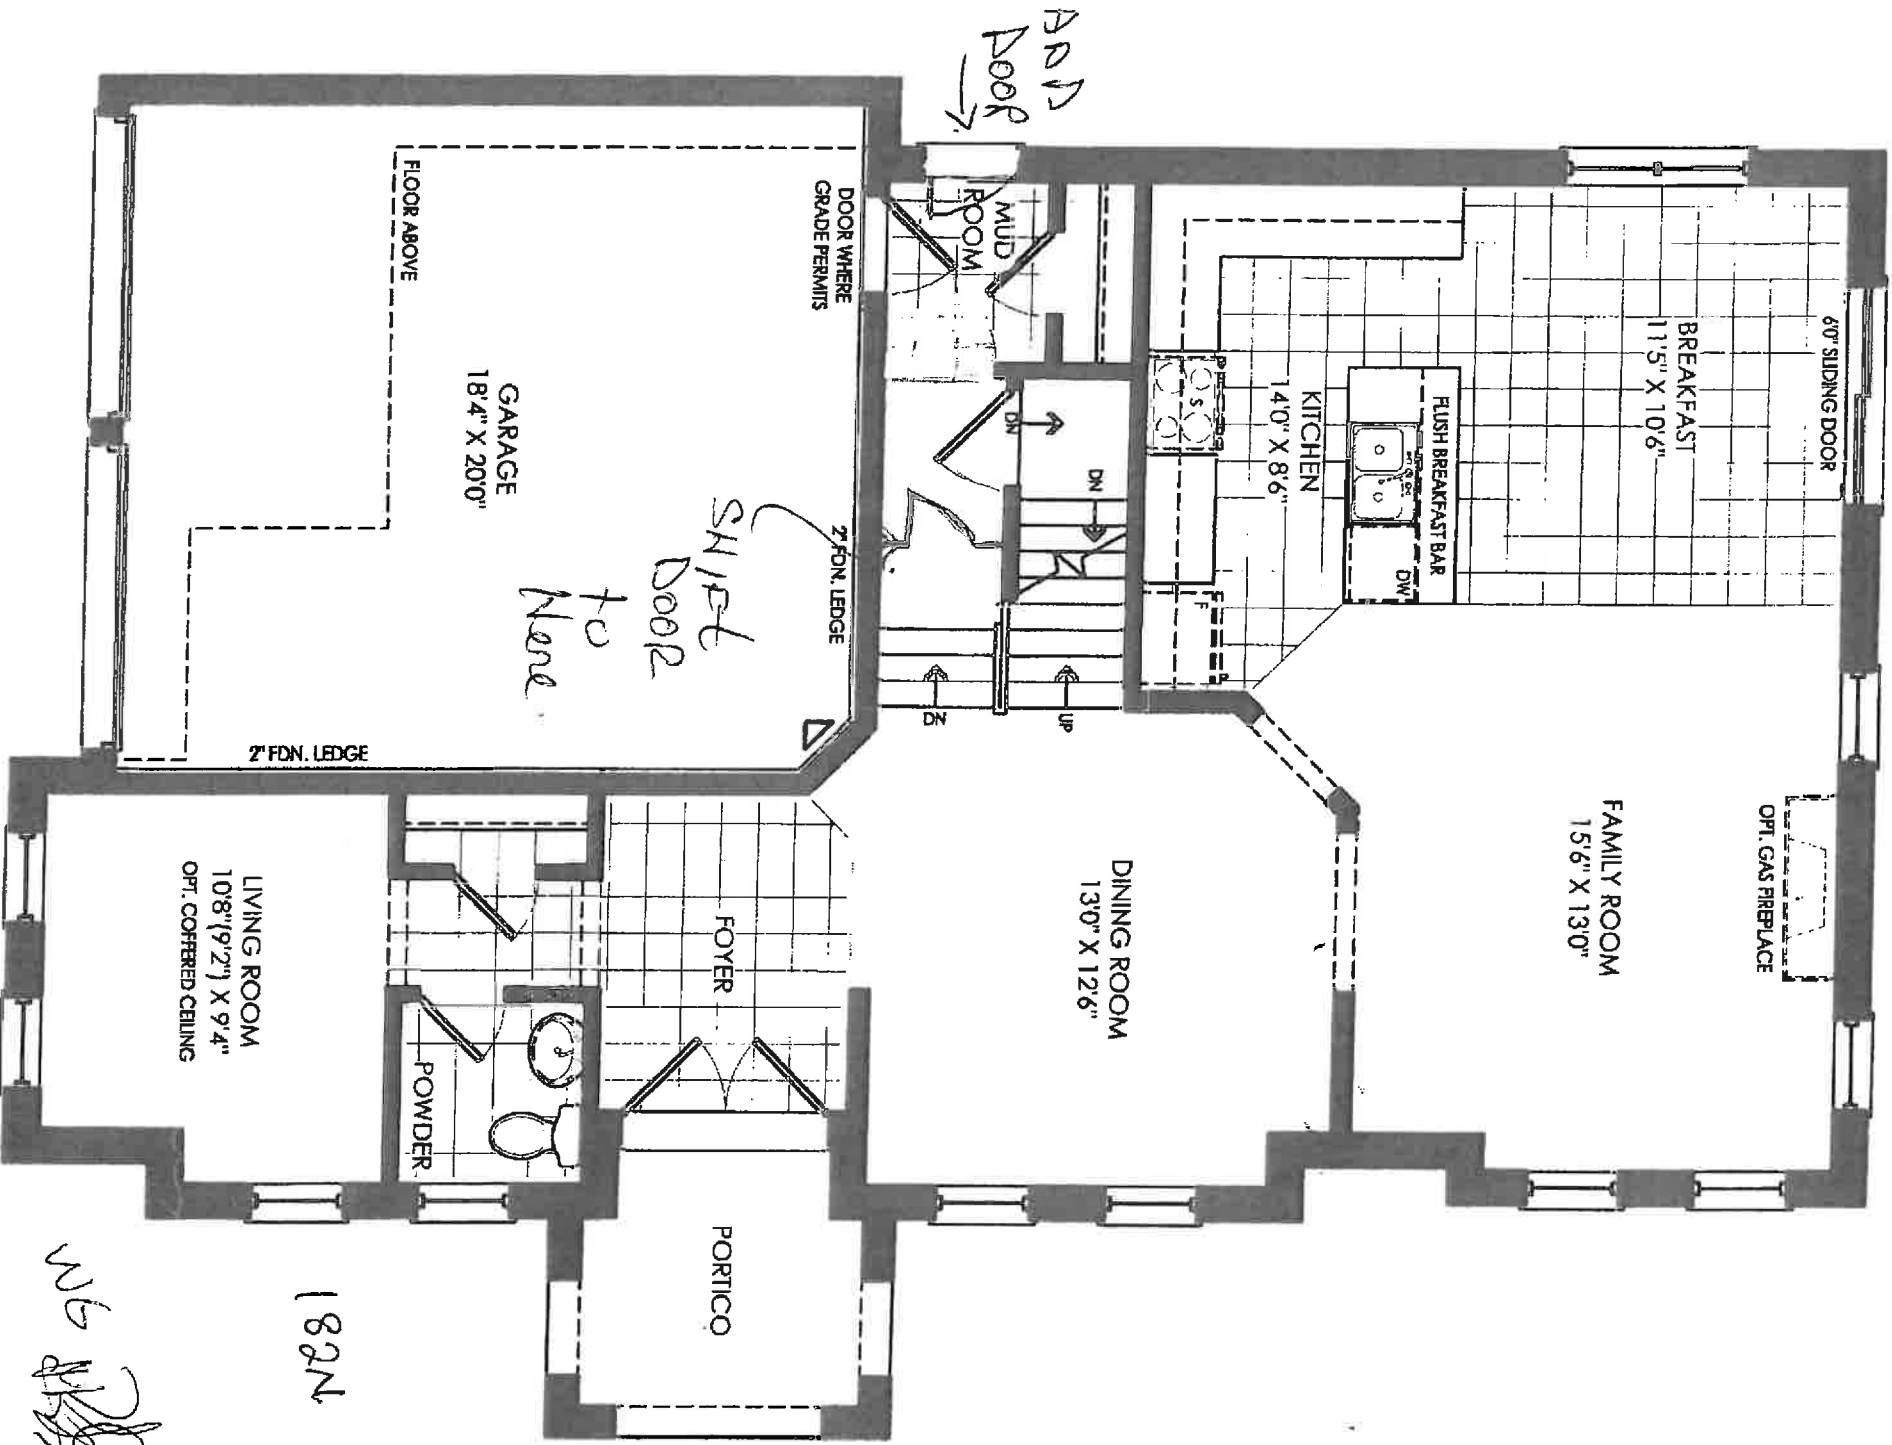 ADD
DOOR
MUD
ROOM
DOOR WHERE
GRADE PERMITS
FLOOR ABOVE
GARAGE
18'4" X 20'0"
2" FDN. LEDGE
SHIFT
DOOR
to
Here
2" FDN. LEDGE
DN
DN
DN
UP
6'0" SLIDING DOOR
BREAKFAST
11'5" X 10'6"
FLUSH BREAKFAST BAR
DW
KITCHEN
14'0" X 8'6"
S
F
FAMILY ROOM
15'6" X 13'0"
OPT. GAS FIREPLACE
DINING ROOM
13'0" X 12'6"
FOYER
LIVING ROOM
10'8"(9'2") X 9'4"
OPT. COFFERED CEILING
POWDER
PORTICO
182N
WG